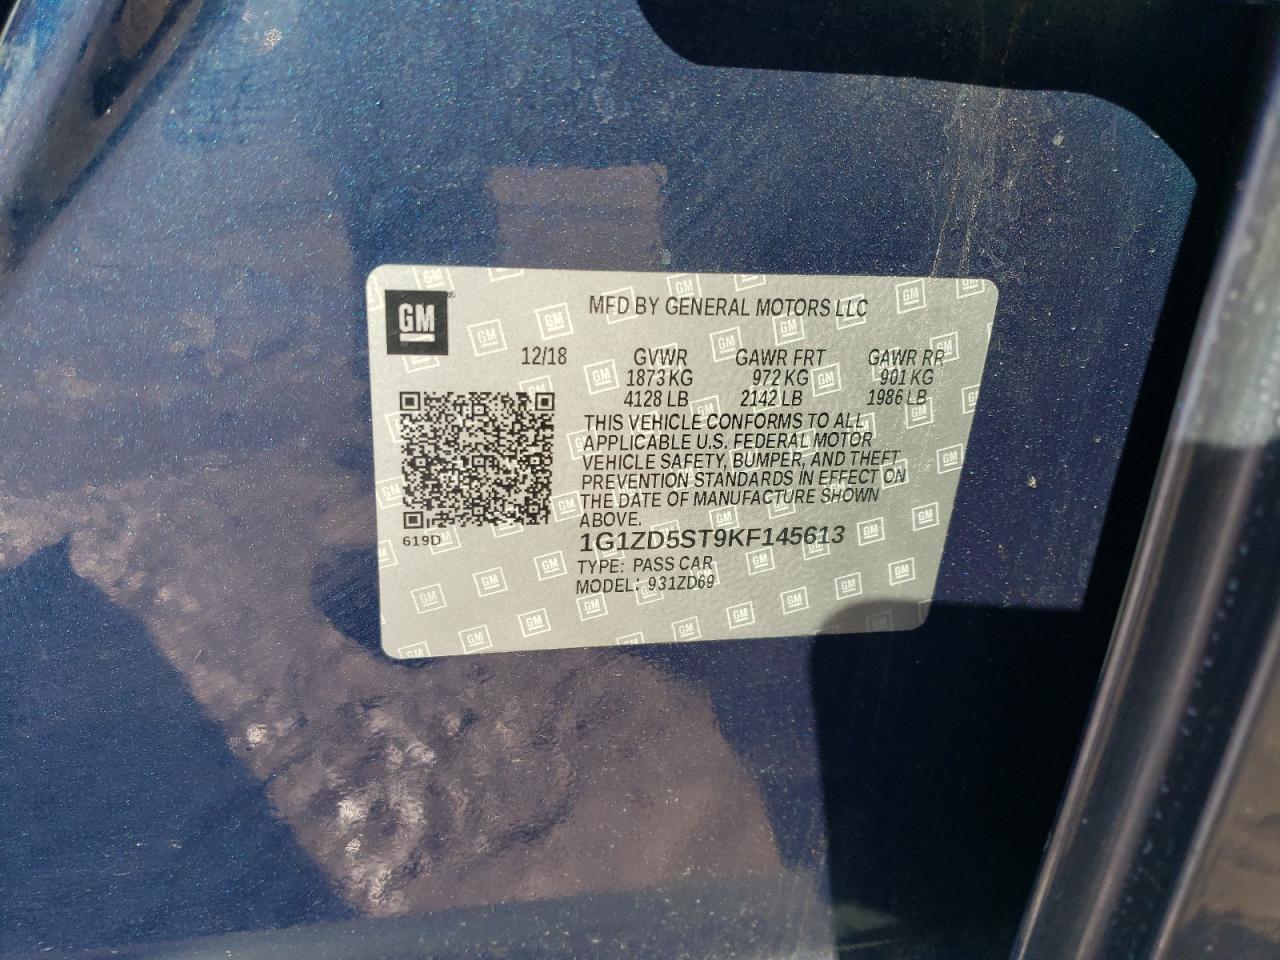 GM
MFD BY GENERAL MOTORS LLC
12/18 GVWR GAWR FRT GAWR RR
1873 KG 972 KG 901 KG
4128 LB 2142 LB 1986 LB
THIS VEHICLE CONFORMS TO ALL
APPLICABLE U.S. FEDERAL MOTOR
VEHICLE SAFETY, BUMPER, AND THEFT
PREVENTION STANDARDS IN EFFECT ON
THE DATE OF MANUFACTURE SHOWN
ABOVE.
619D
1G1ZD5ST9KF145613
TYPE: PASS CAR
MODEL: 931ZD69